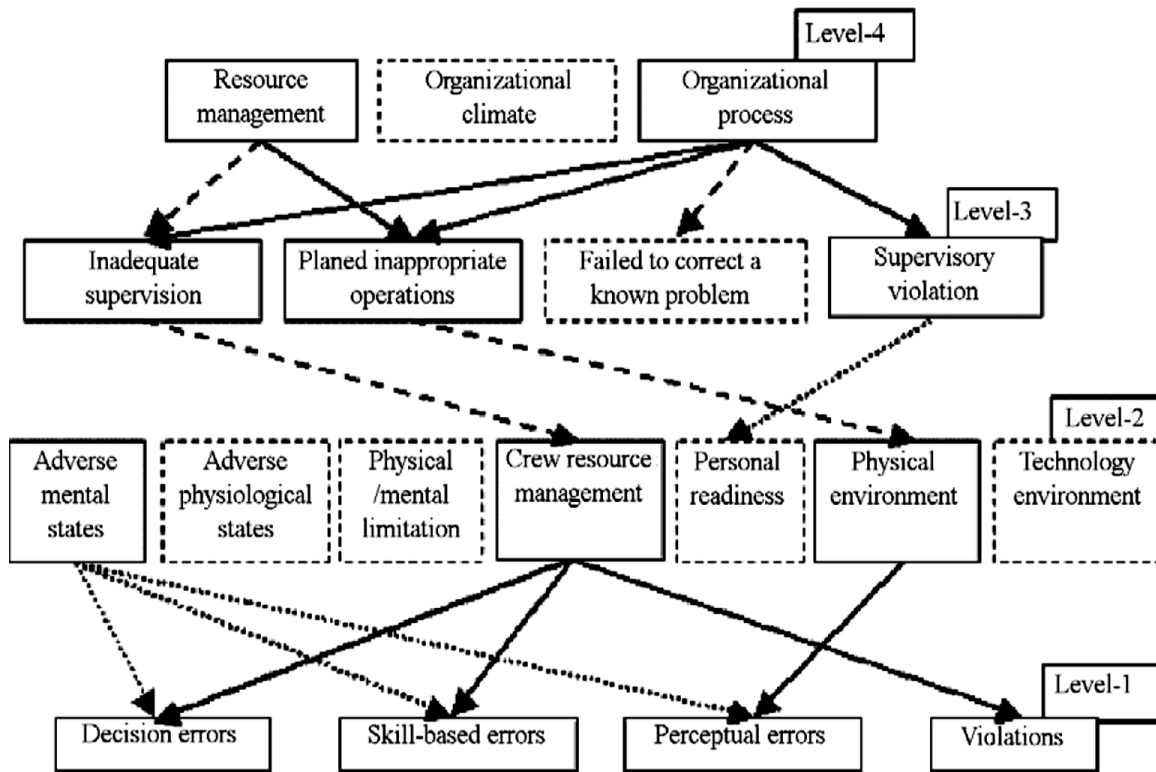 Level-4
Resource
management
Organizational
climate
Organizational
process
Level-3
Inadequate
supervision
Planed inappropriate
operations
Failed to correct a
known problem
Supervisory
violation
Level-2
Adverse
mental
states
Adverse
physiological
states
Physical
/mental
limitation
Crew resource
management
Personal
readiness
Physical
environment
Technology
environment
Level-1
Decision errors
Skill-based errors
Perceptual errors
Violations